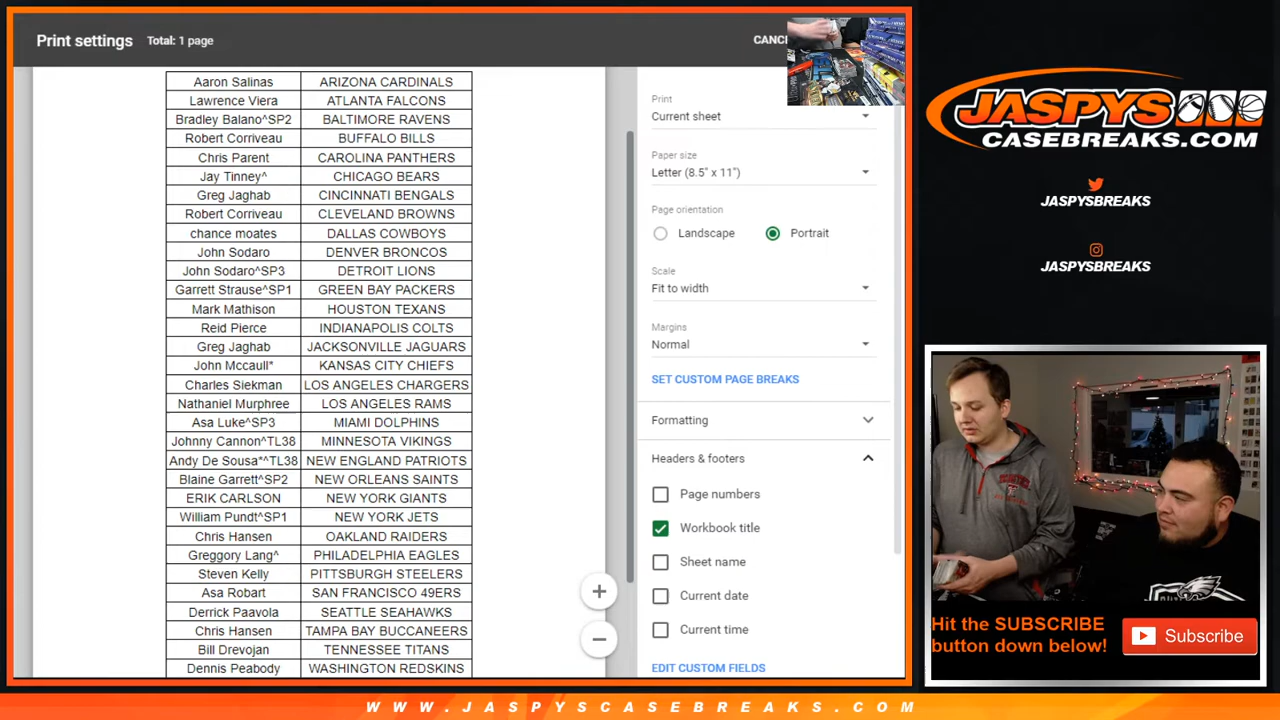 Print settings Total: 1 page CANC
Aaron Salinas ARIZONA CARDINALS
Lawrence Viera ATLANTA FALCONS
Bradley Balano^SP2 BALTIMORE RAVENS
Robert Corriveau BUFFALO BILLS
Chris Parent CAROLINA PANTHERS
Jay Tinney^ CHICAGO BEARS
Greg Jaghab CINCINNATI BENGALS
Robert Corriveau CLEVELAND BROWNS
chance moates DALLAS COWBOYS
John Sodaro DENVER BRONCOS
John Sodaro^SP3 DETROIT LIONS
Garrett Strause^SP1 GREEN BAY PACKERS
Mark Mathison HOUSTON TEXANS
Reid Pierce INDIANAPOLIS COLTS
Greg Jaghab JACKSONVILLE JAGUARS
John Mccaull* KANSAS CITY CHIEFS
Charles Siekman LOS ANGELES CHARGERS
Nathaniel Murphree LOS ANGELES RAMS
Asa Luke^SP3 MIAMI DOLPHINS
Johnny Cannon^TL38 MINNESOTA VIKINGS
Andy De Sousa*^TL38 NEW ENGLAND PATRIOTS
Blaine Garrett^SP2 NEW ORLEANS SAINTS
ERIK CARLSON NEW YORK GIANTS
William Pundt^SP1 NEW YORK JETS
Chris Hansen OAKLAND RAIDERS
Greggory Lang^ PHILADELPHIA EAGLES
Steven Kelly PITTSBURGH STEELERS
Asa Robart SAN FRANCISCO 49ERS
Derrick Paavola SEATTLE SEAHAWKS
Chris Hansen TAMPA BAY BUCCANEERS
Bill Drevojan TENNESSEE TITANS
Dennis Peabody WASHINGTON REDSKINS
Print
Current sheet
Paper size
Letter (8.5" x 11")
Page orientation
Landscape Portrait
Scale
Fit to width
Margins
Normal
SET CUSTOM PAGE BREAKS
Formatting
Headers & footers
Page numbers
Workbook title
Sheet name
Current date
Current time
EDIT CUSTOM FIELDS
JASPYS
CASEBREAKS.COM
JASPYSBREAKS
JASPYSBREAKS
Hit the SUBSCRIBE
button down below!
Subscribe
WWW.JASPYSCASEBREAKS.COM